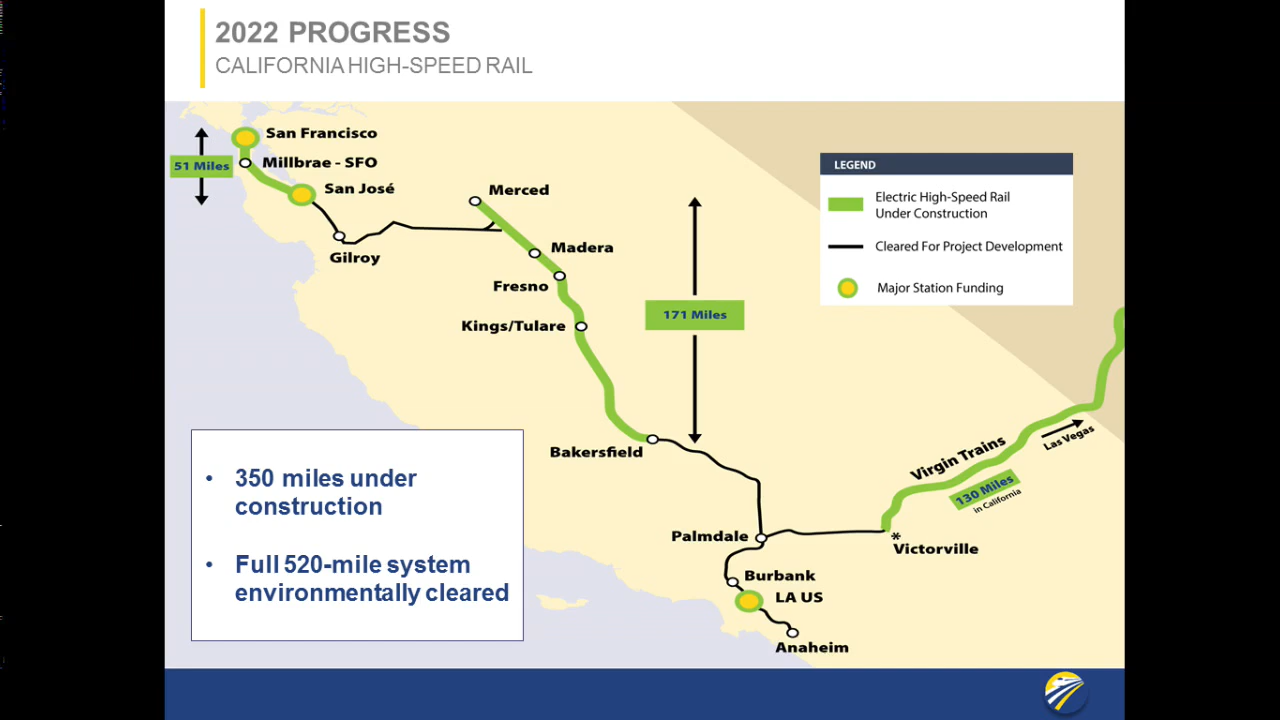 2022 PROGRESS
CALIFORNIA HIGH-SPEED RAIL
San Francisco
51 Miles
Millbrae - SFO
San José
Gilroy
Merced
Madera
Fresno
Kings/Tulare
171 Miles
Bakersfield
LEGEND
Electric High-Speed Rail
Under Construction
Cleared For Project Development
Major Station Funding
Las Vegas
Virgin Trains
130 Miles
in California
Palmdale
*
Victorville
Burbank
LA US
Anaheim
• 350 miles under
construction
• Full 520-mile system
environmentally cleared